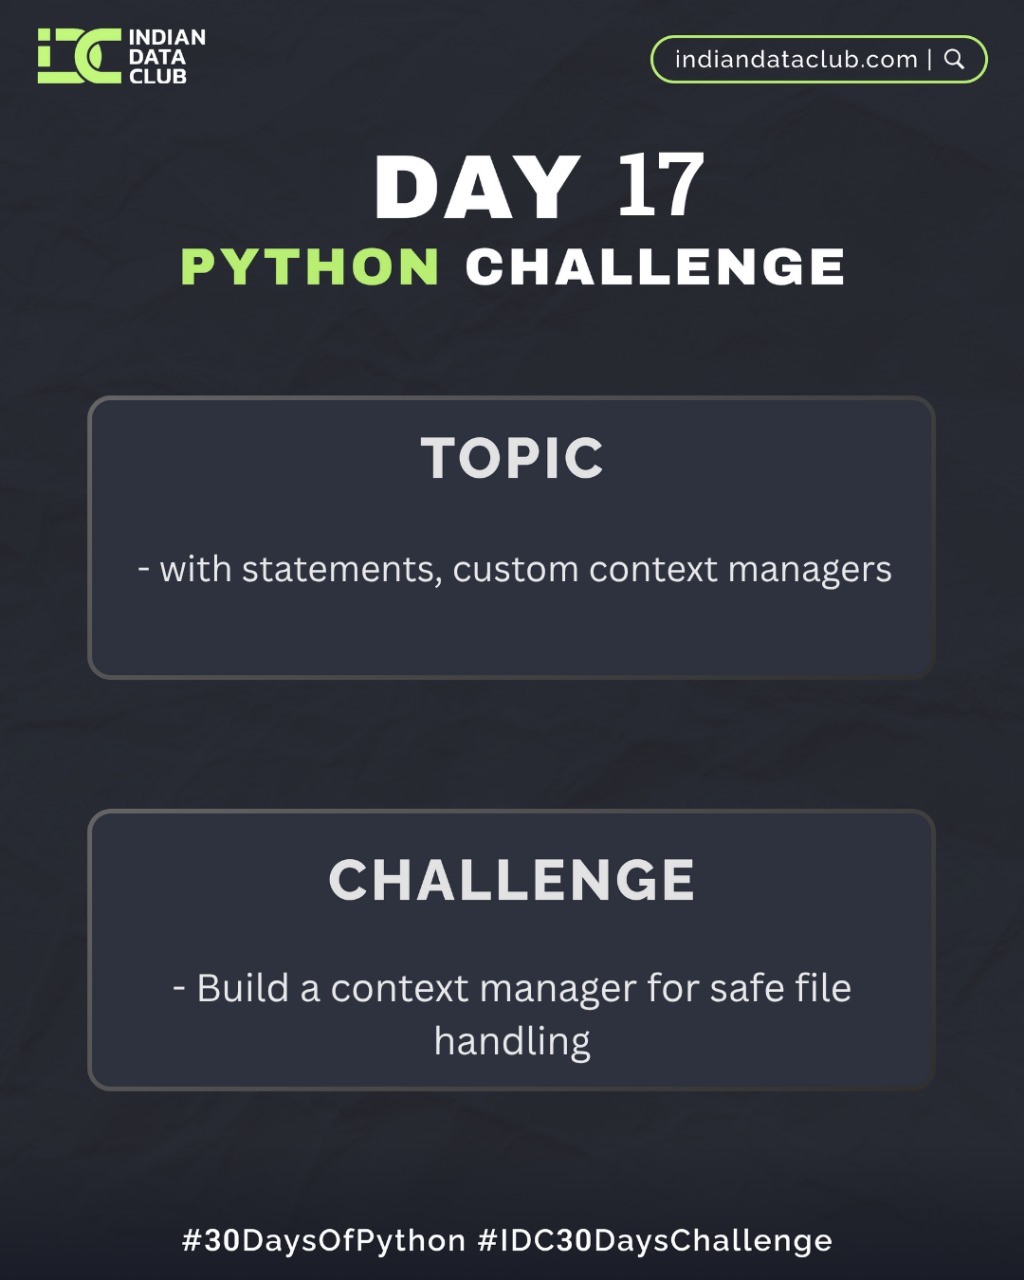 INDIAN
DATA
CLUB
indiandataclub.com |
DAY 17
PYTHON CHALLENGE
TOPIC
- with statements, custom context managers
CHALLENGE
- Build a context manager for safe file
handling
#30DaysOfPython #IDC30DaysChallenge